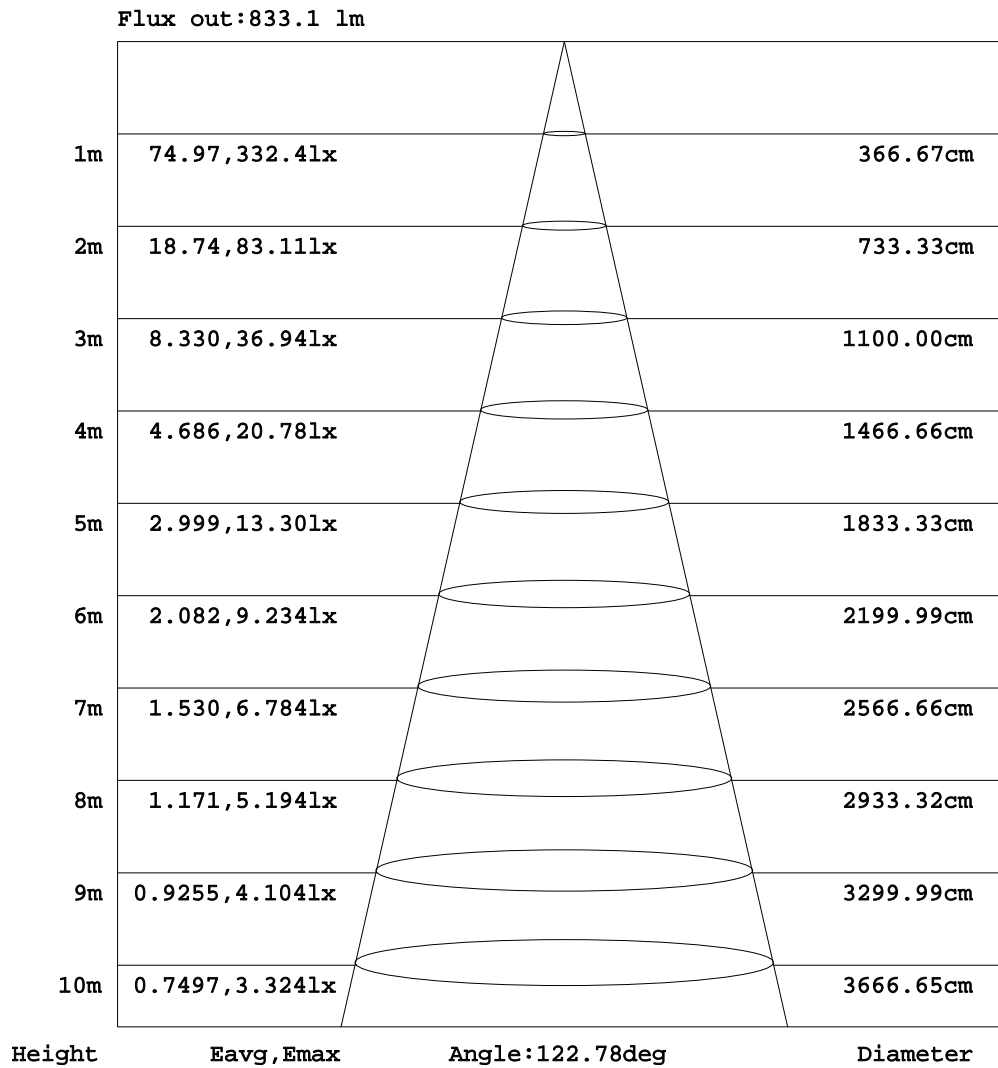 Flux out:833.1 lm
1m 74.97,332.4lx 366.67cm
2m 18.74,83.11lx 733.33cm
3m 8.330,36.94lx 1100.00cm
4m 4.686,20.78lx 1466.66cm
5m 2.999,13.30lx 1833.33cm
6m 2.082,9.234lx 2199.99cm
7m 1.530,6.784lx 2566.66cm
8m 1.171,5.194lx 2933.32cm
9m 0.9255,4.104lx 3299.99cm
10m 0.7497,3.324lx 3666.65cm
Height Eavg,Emax Angle:122.78deg Diameter